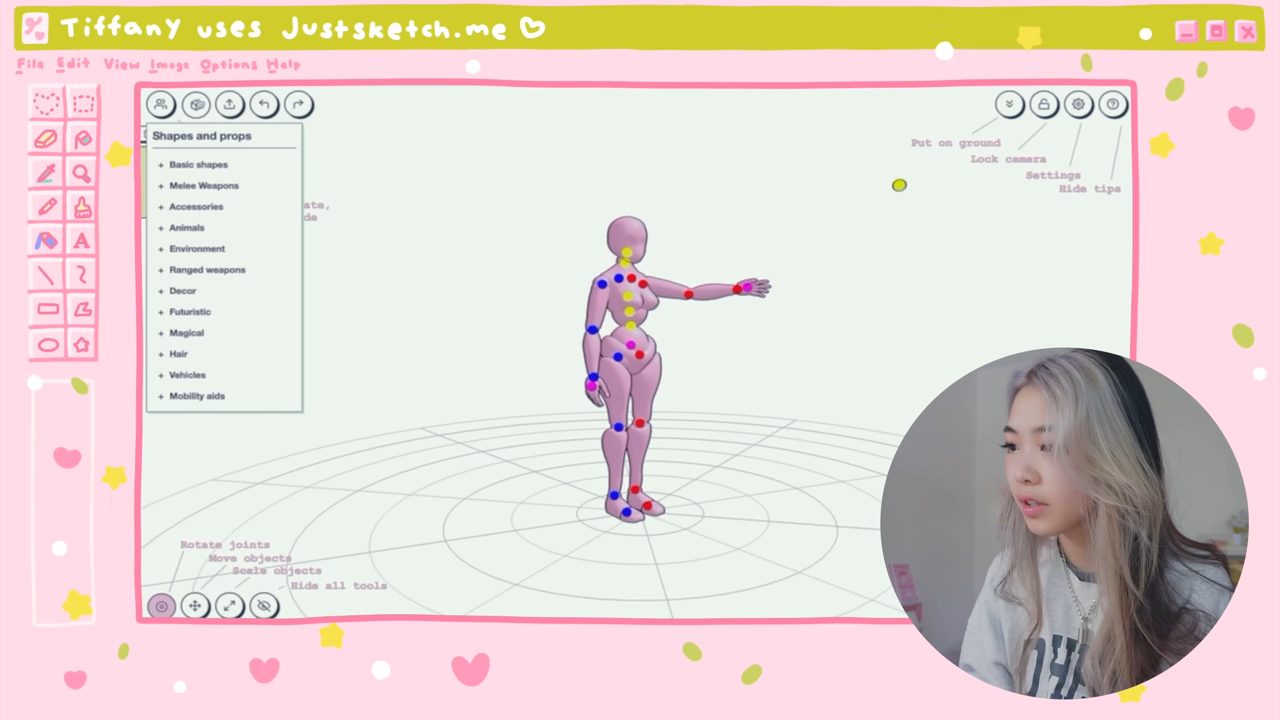 Tiffany uses Justsketch.me
File Edit View Image Options Help
Shapes and props
+ Basic shapes
+ Melee Weapons
+ Accessories
+ Animals
+ Environment
+ Ranged weapons
+ Decor
+ Futuristic
+ Magical
+ Hair
+ Vehicles
+ Mobility aids
Put on ground
Lock camera
Settings
Hide tips
Rotate joints
Move objects
Scale objects
Hide all tools
A